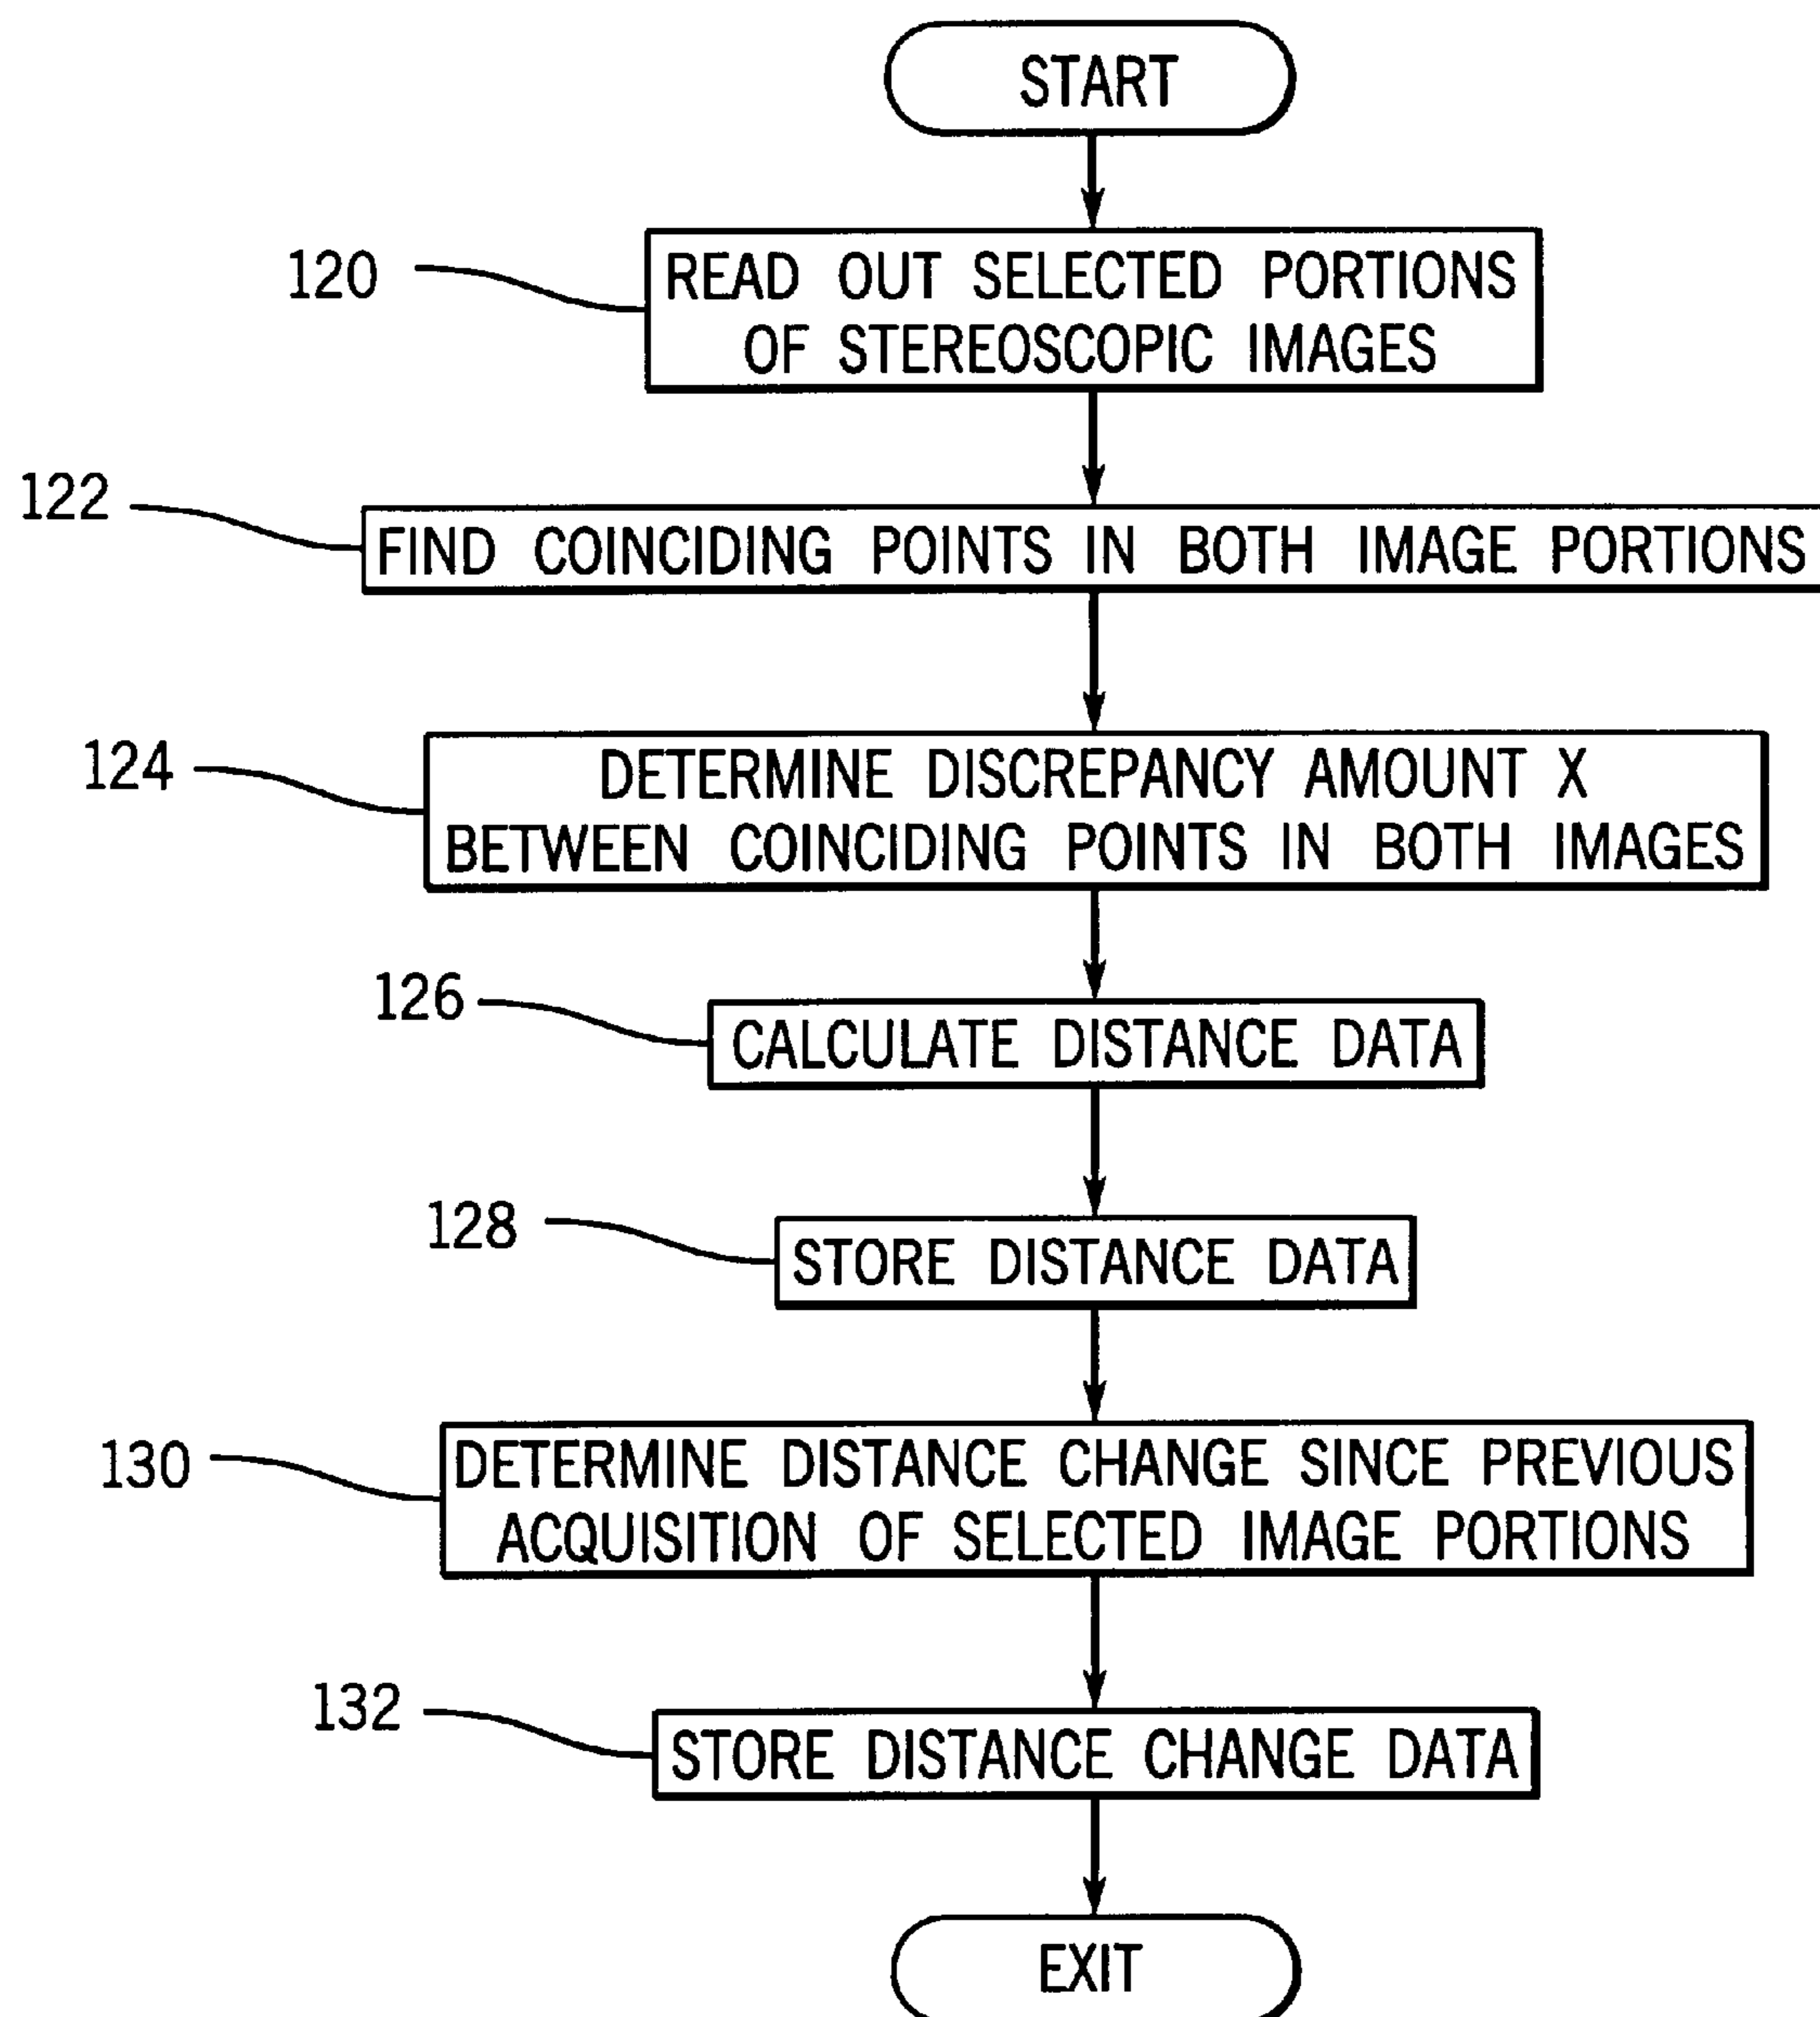 START
120
READ OUT SELECTED PORTIONS
OF STEREOSCOPIC IMAGES
122
FIND COINCIDING POINTS IN BOTH IMAGE PORTIONS
124
DETERMINE DISCREPANCY AMOUNT X
BETWEEN COINCIDING POINTS IN BOTH IMAGES
126
CALCULATE DISTANCE DATA
128
STORE DISTANCE DATA
130
DETERMINE DISTANCE CHANGE SINCE PREVIOUS
ACQUISITION OF SELECTED IMAGE PORTIONS
132
STORE DISTANCE CHANGE DATA
EXIT